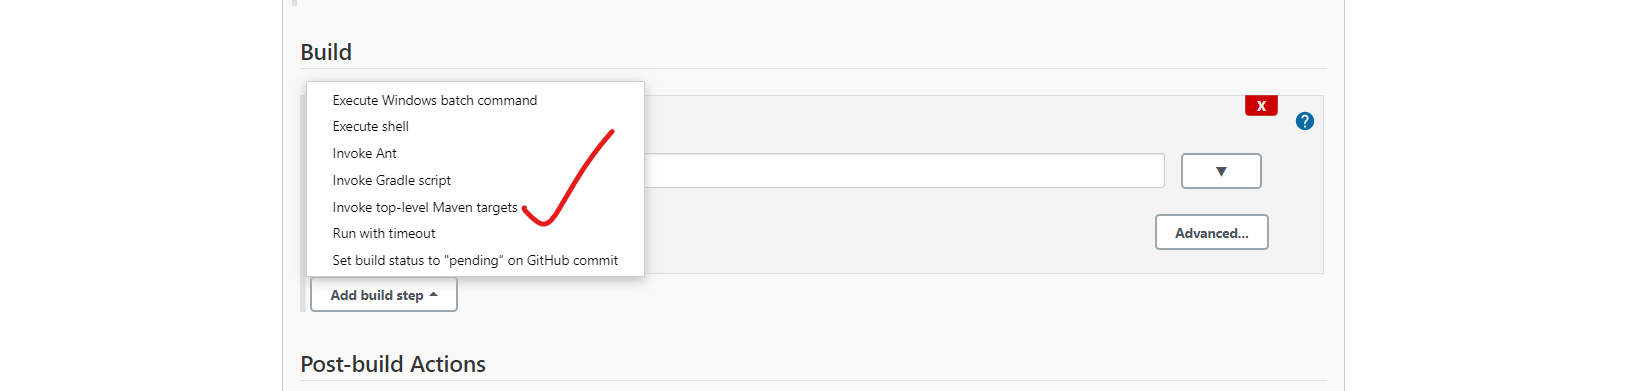 Build
Execute Windows batch command
Execute shell
Invoke Ant
Invoke Gradle script
Invoke top-level Maven targets
Run with timeout
Set build status to "pending" on GitHub commit
X
?
Advanced...
Add build step
Post-build Actions